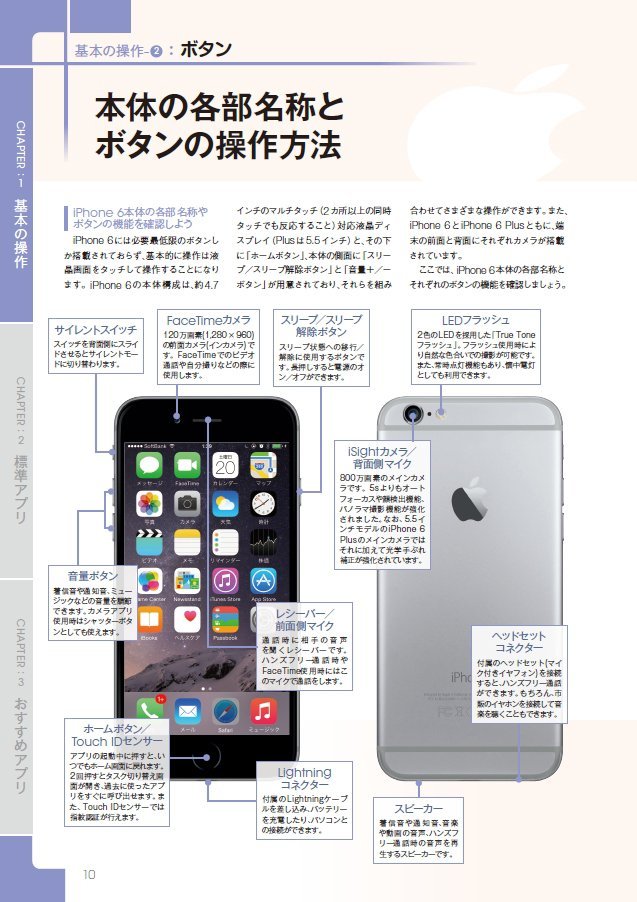 基本の操作-❷：ボタン
本体の各部名称と
ボタンの操作方法
CHAPTER：1 基本の操作
CHAPTER：2 標準アプリ
CHAPTER：3 おすすめアプリ
iPhone 6本体の各部名称や
ボタンの機能を確認しよう
iPhone 6には必要最低限のボタンし
か搭載されておらず、基本的に操作は液
晶画面をタッチして操作することになり
ます。iPhone 6の本体構成は、約4.7
インチのマルチタッチ（2カ所以上の同時
タッチでも反応すること）対応液晶ディ
スプレイ（Plusは5.5インチ）と、その下
に「ホームボタン」、本体の側面に「スリー
プ／スリープ解除ボタン」と「音量＋／－
ボタン」が用意されており、それらを組み
合わせてさまざまな操作ができます。また、
iPhone 6とiPhone 6 Plusともに、端
末の前面と背面にそれぞれカメラが搭載
されています。
ここでは、iPhone 6本体の各部名称と
それぞれのボタンの機能を確認しましょう。
サイレントスイッチ
スイッチを背面側にスライ
ドさせるとサイレントモー
ドに切り替わります。
FaceTimeカメラ
120万画素(1,280×960)
の前面カメラ(インカメラ)で
す。FaceTimeでのビデオ
通話や自分撮りなどの際に
使用します。
スリープ／スリープ
解除ボタン
スリープ状態への移行／
解除に使用するボタンで
す。長押しすると電源のオ
ン／オフができます。
LEDフラッシュ
2色のLEDを採用した「True Tone
フラッシュ」。フラッシュ使用時によ
り自然な色合いでの撮影が可能です。
また、常時点灯機能もあり、懐中電灯
としても利用できます。
SoftBank
1:29
メッセージ
FaceTime
土曜日
20
カレンダー
マップ
写真
カメラ
天気
時計
ビデオ
メモ
リマインダー
株価
Game Center
Newsstand
iTunes Store
App Store
iBooks
ヘルスケア
Passbook
1+
メール
Safari
ミュージック
iSightカメラ／
背面側マイク
800万画素のメインカメ
ラです。5sよりもオート
フォーカスや顔検出機能、
パノラマ撮影機能が強化
されました。なお、5.5イ
ンチモデルのiPhone 6
Plusのメインカメラでは
それに加えて光学手ぶれ
補正が強化されています。
音量ボタン
着信音や通知音、ミュー
ジックなどの音量を調節
できます。カメラアプリ
使用時はシャッターボタ
ンとしても使えます。
レシーバー／
前面側マイク
通話時に相手の音声
を聞くレシーバーです。
ハンズフリー通話時や
FaceTime使用時にはこ
のマイクで通話をします。
ヘッドセット
コネクター
付属のヘッドセット(マイ
ク付きイヤフォン)を接続
すると、ハンズフリー通話
ができます。もちろん、市
販のイヤホンを接続して音
楽を聴くこともできます。
iPho
ホームボタン／
Touch IDセンサー
アプリの起動中に押すと、い
つでもホーム画面に戻れます。
2回押すとタスク切り替え画
面が開き、過去に使ったアプ
リをすぐに呼び出せます。ま
た、Touch IDセンサーでは
指紋認証が行えます。
Lightning
コネクター
付属のLightningケーブ
ルを差し込み、バッテリー
を充電したり、パソコンと
の接続ができます。
スピーカー
着信音や通知音、音楽
や動画の音声、ハンズフ
リー通話時の音声を再
生するスピーカーです。
10